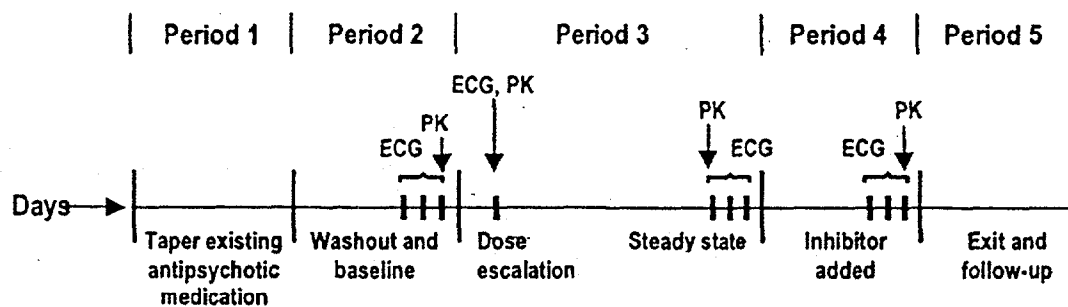 Period 1 Period 2 Period 3 Period 4 Period 5
ECG, PK
PK PK PK
ECG ECG ECG
Days
Taper existing antipsychotic medication
Washout and baseline
Dose escalation
Steady state
Inhibitor added
Exit and follow-up